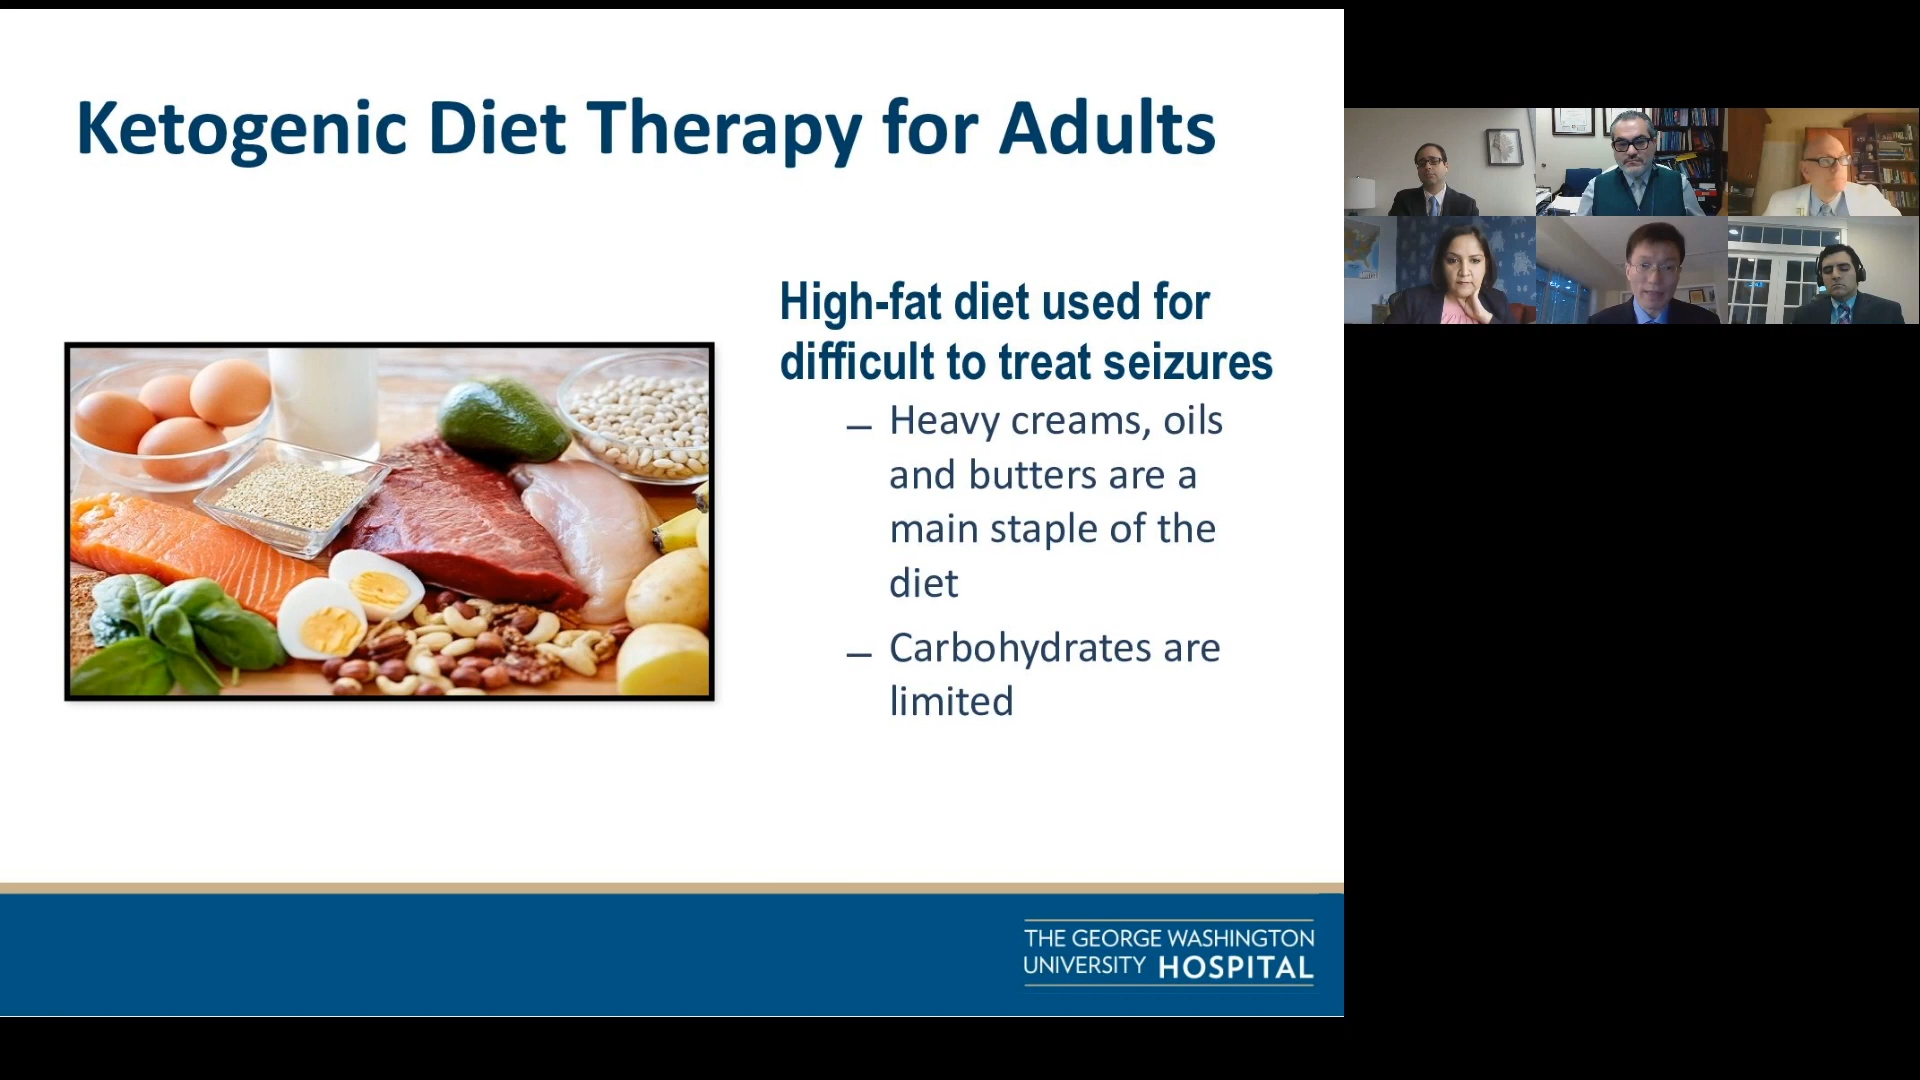 Ketogenic Diet Therapy for Adults
High-fat diet used for
difficult to treat seizures
– Heavy creams, oils
and butters are a
main staple of the
diet
– Carbohydrates are
limited
THE GEORGE WASHINGTON
UNIVERSITY HOSPITAL